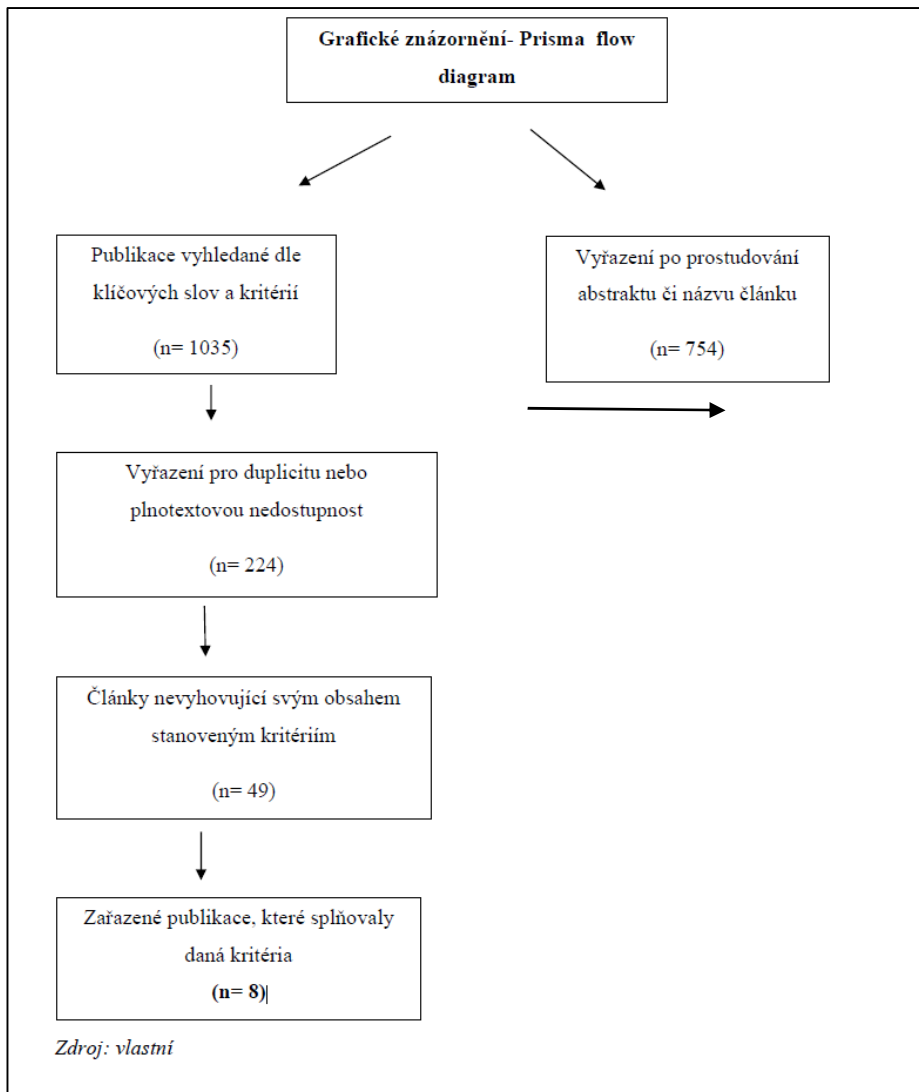 Grafické znázornění- Prisma flow
diagram
Publikace vyhledané dle
klíčových slov a kritérií
(n= 1035)
Vyřazení po prostudování
abstraktu či názvu článku
(n= 754)
Vyřazení pro duplicitu nebo
plnotextovou nedostupnost
(n= 224)
Články nevyhovující svým obsahem
stanoveným kritériím
(n= 49)
Zařazené publikace, které splňovaly
daná kritéria
(n= 8)
Zdroj: vlastní